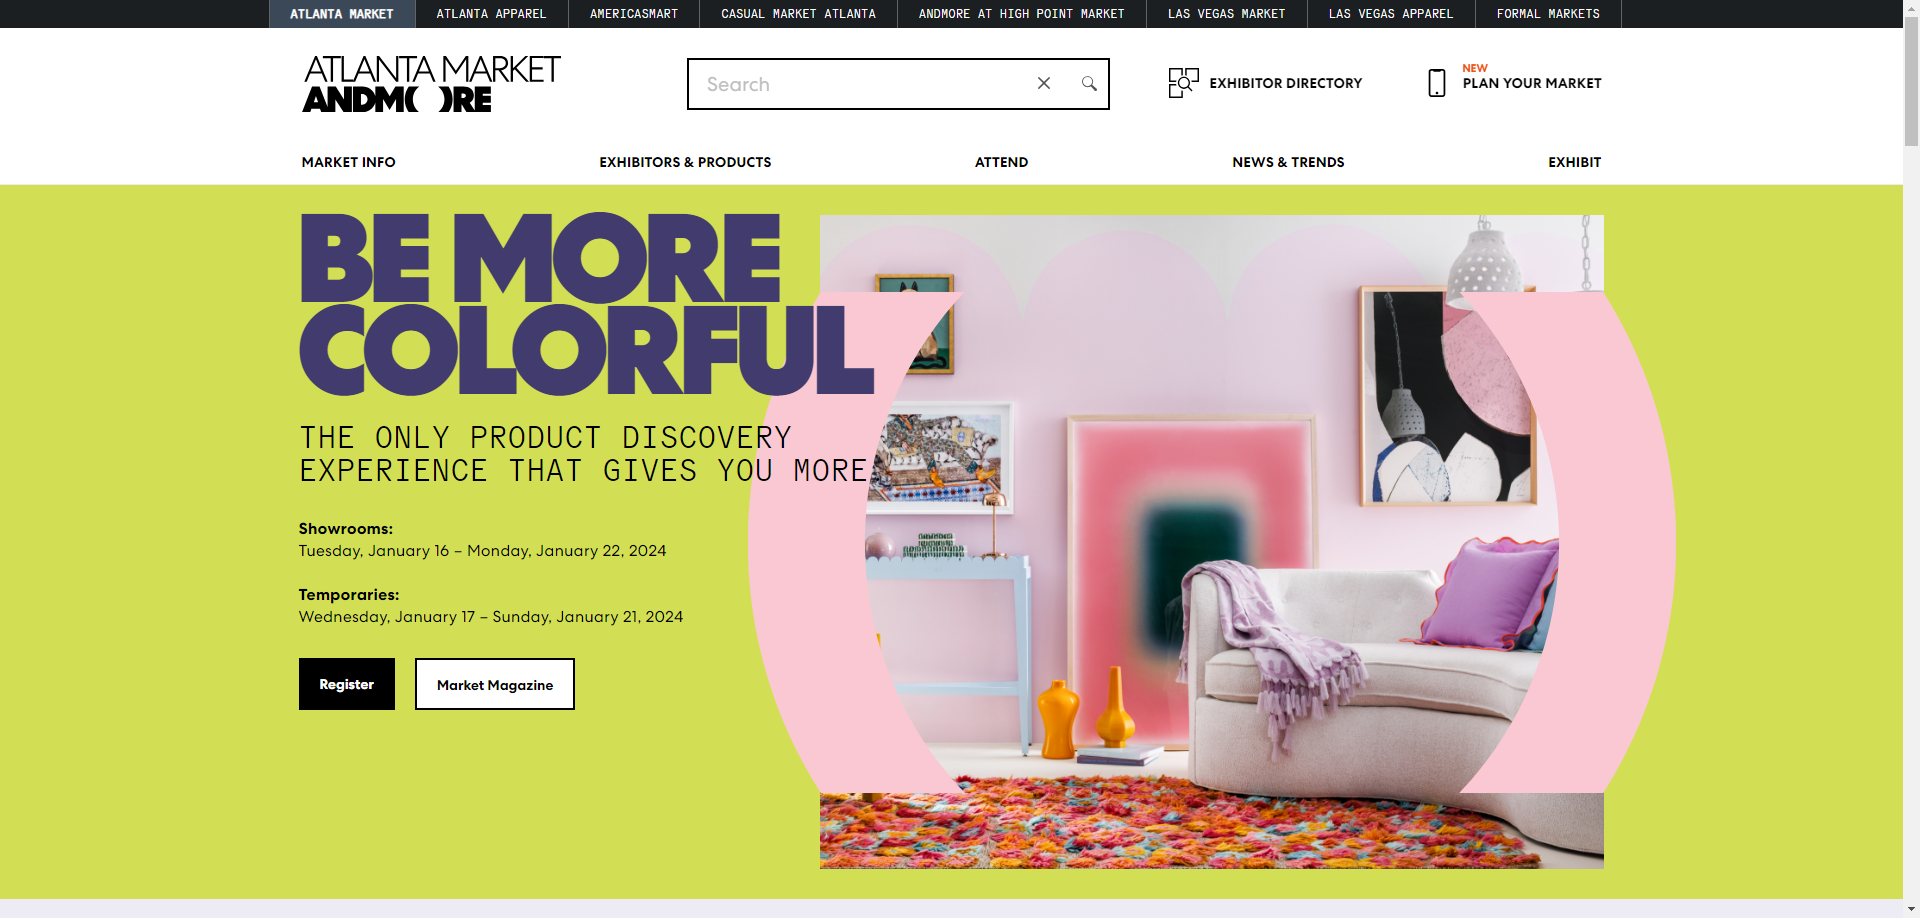 ATLANTA MARKET
ATLANTA APPAREL
AMERICASMART
CASUAL MARKET ATLANTA
ANDMORE AT HIGH POINT MARKET
LAS VEGAS MARKET
LAS VEGAS APPAREL
FORMAL MARKETS
ATLANTA MARKET
ANDM( )RE
Search
EXHIBITOR DIRECTORY
NEW
PLAN YOUR MARKET
MARKET INFO
EXHIBITORS & PRODUCTS
ATTEND
NEWS & TRENDS
EXHIBIT
BE MORE
COLORFUL
THE ONLY PRODUCT DISCOVERY
EXPERIENCE THAT GIVES YOU MORE
Showrooms:
Tuesday, January 16 – Monday, January 22, 2024
Temporaries:
Wednesday, January 17 – Sunday, January 21, 2024
Register
Market Magazine